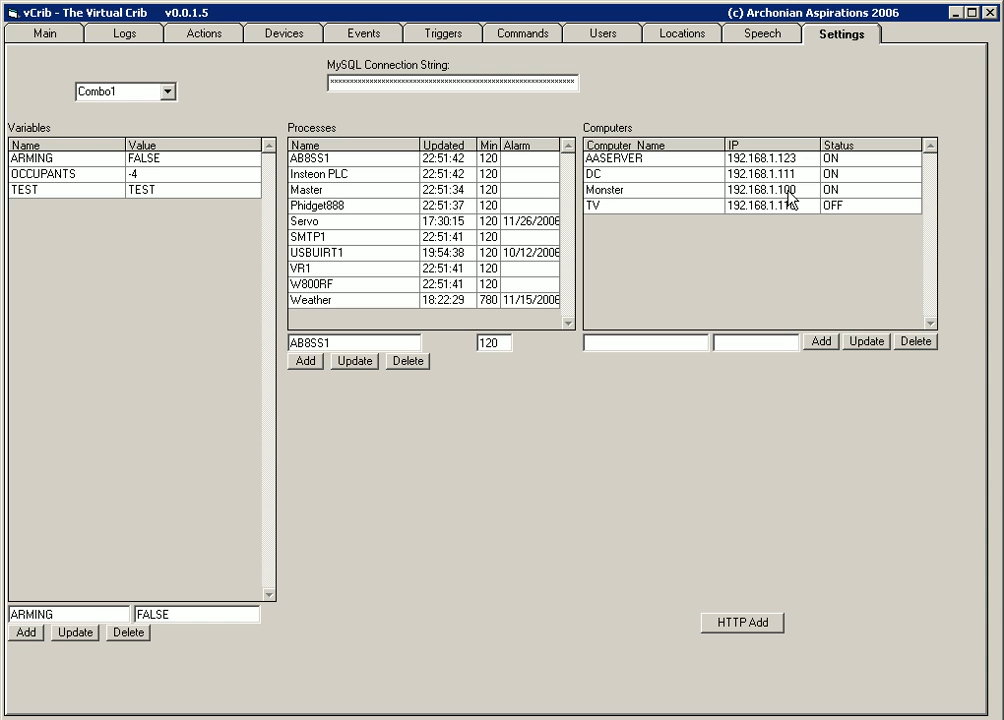 vCrib - The Virtual Crib v0.0.1.5 (c) Archonian Aspirations 2006
Main Logs Actions Devices Events Triggers Commands Users Locations Speech Settings
MySQL Connection String:
Combo1
Variables
Name Value
ARMING FALSE
OCCUPANTS -4
TEST TEST
ARMING FALSE
Add Update Delete
Processes
Name Updated Min Alarm
AB8SS1 22:51:42 120
Insteon PLC 22:51:42 120
Master 22:51:34 120
Phidget888 22:51:37 120
Servo 17:30:15 120 11/26/2006
SMTP1 22:51:41 120
USBUIRT1 19:54:38 120 10/12/2006
VR1 22:51:41 120
W800RF 22:51:41 120
Weather 18:22:29 780 11/15/2006
AB8SS1 120
Add Update Delete
Computers
Computer_Name IP Status
AASERVER 192.168.1.123 ON
DC 192.168.1.111 ON
Monster 192.168.1.100 ON
TV OFF
Add Update Delete
HTTP Add